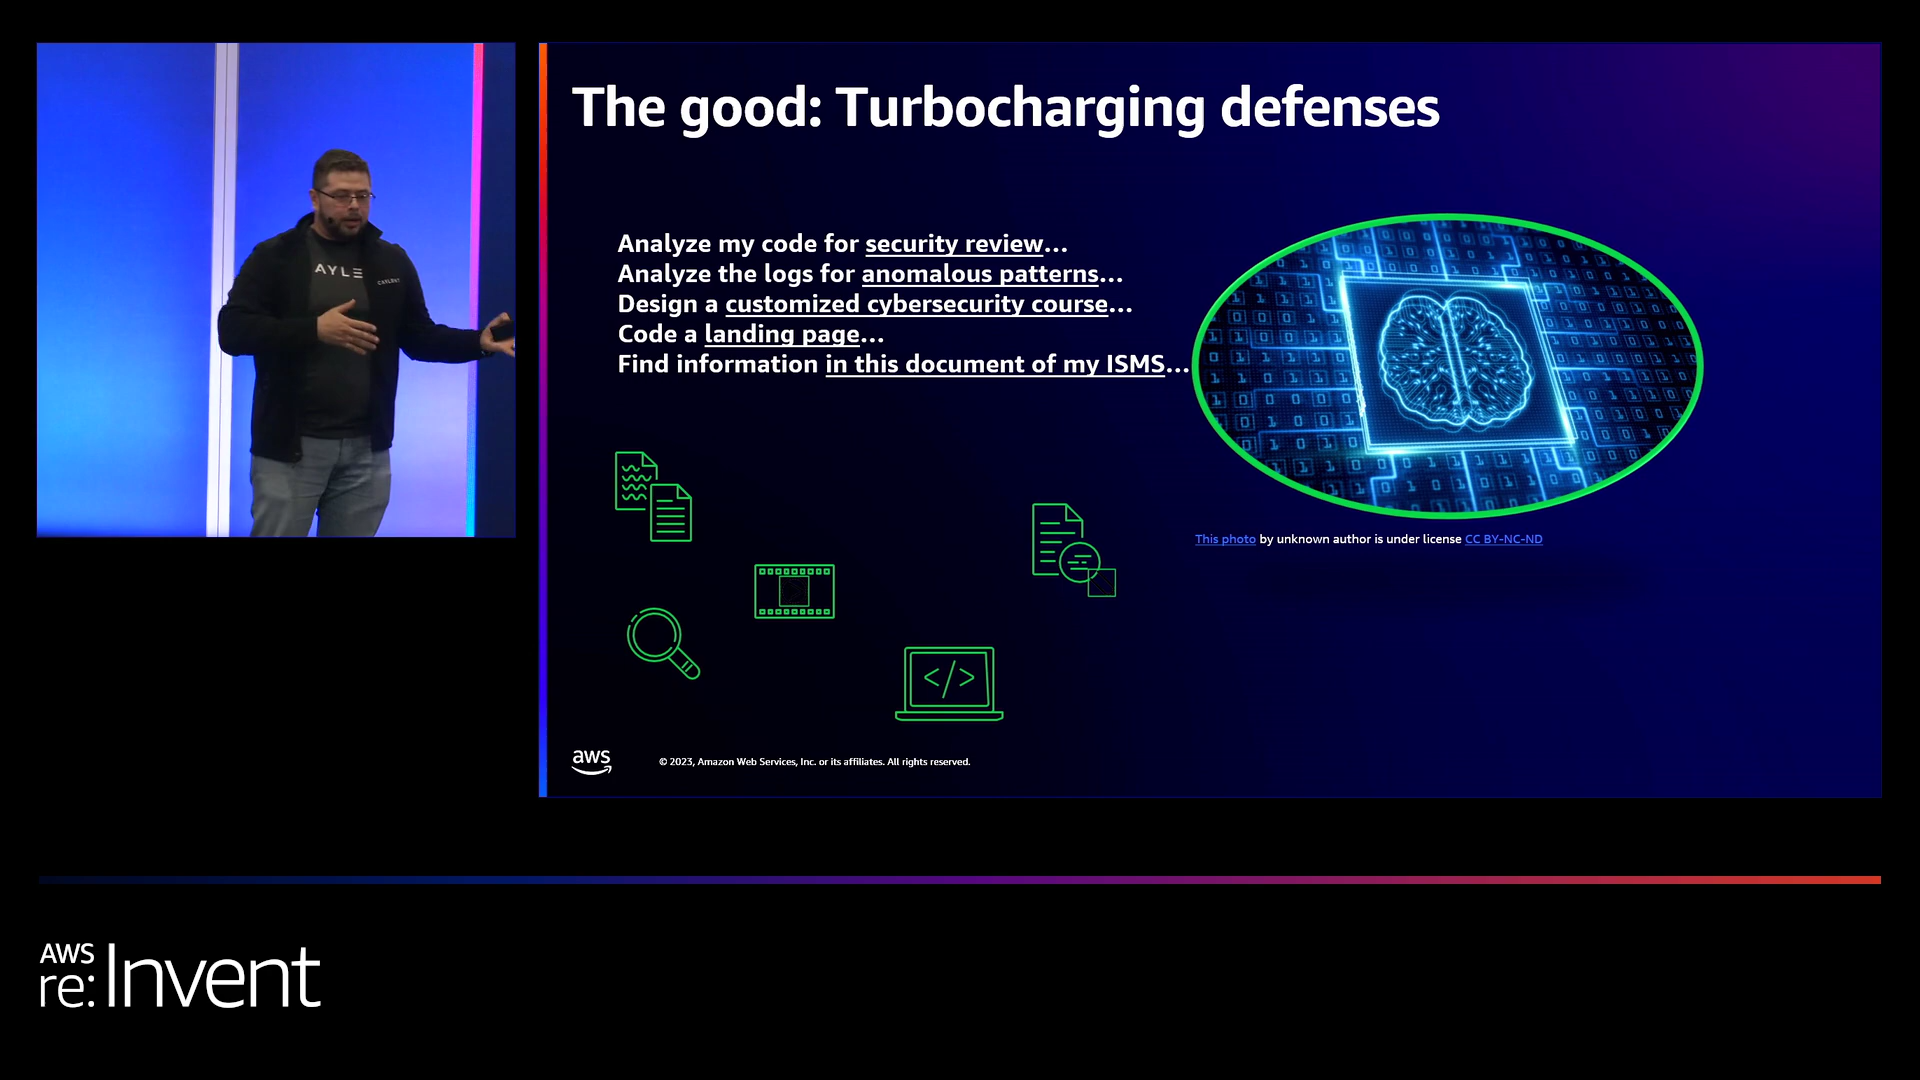 The good: Turbocharging defenses
Analyze my code for security review...
Analyze the logs for anomalous patterns...
Design a customized cybersecurity course...
Code a landing page...
Find information in this document of my ISMS...
This photo by unknown author is under license CC BY-NC-ND
</>
aws
© 2023, Amazon Web Services, Inc. or its affiliates. All rights reserved.
AWS
re:Invent